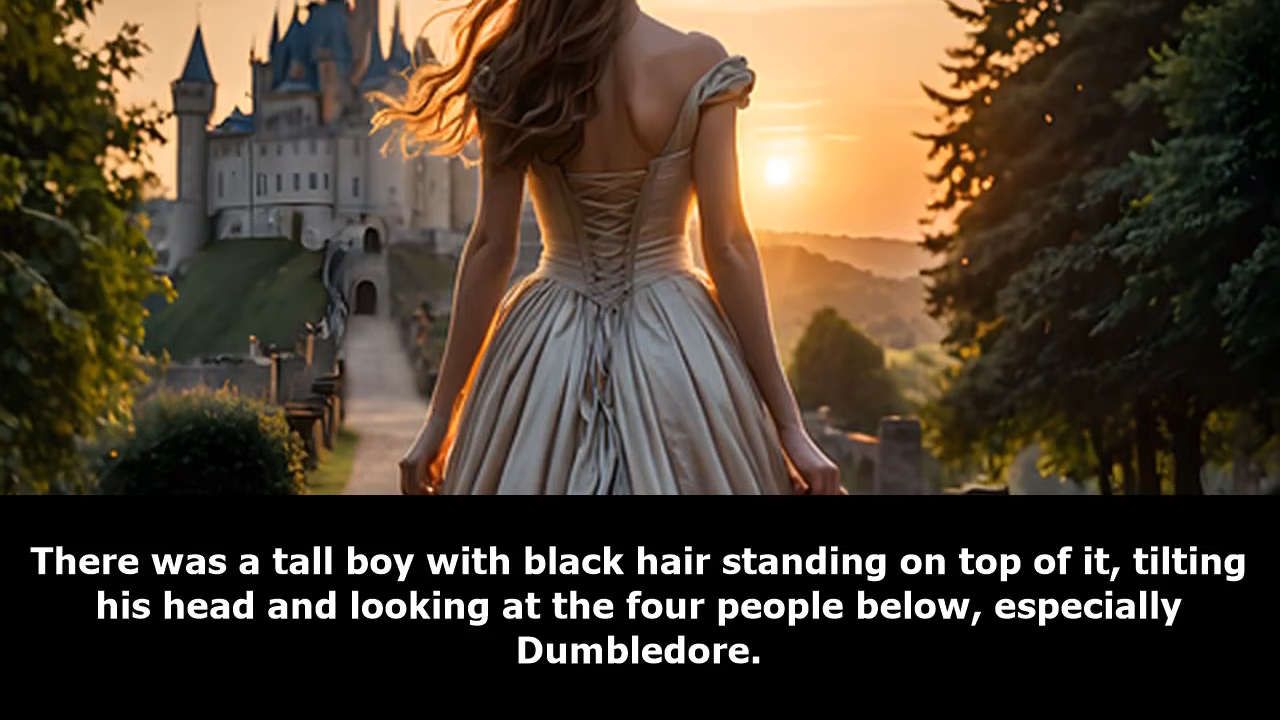 There was a tall boy with black hair standing on top of it, tilting
his head and looking at the four people below, especially
Dumbledore.